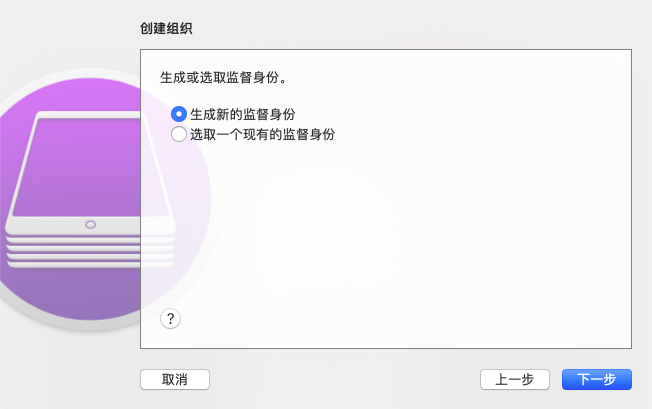 创建组织
生成或选取监督身份。
生成新的监督身份
选取一个现有的监督身份
?
取消
上一步
下一步